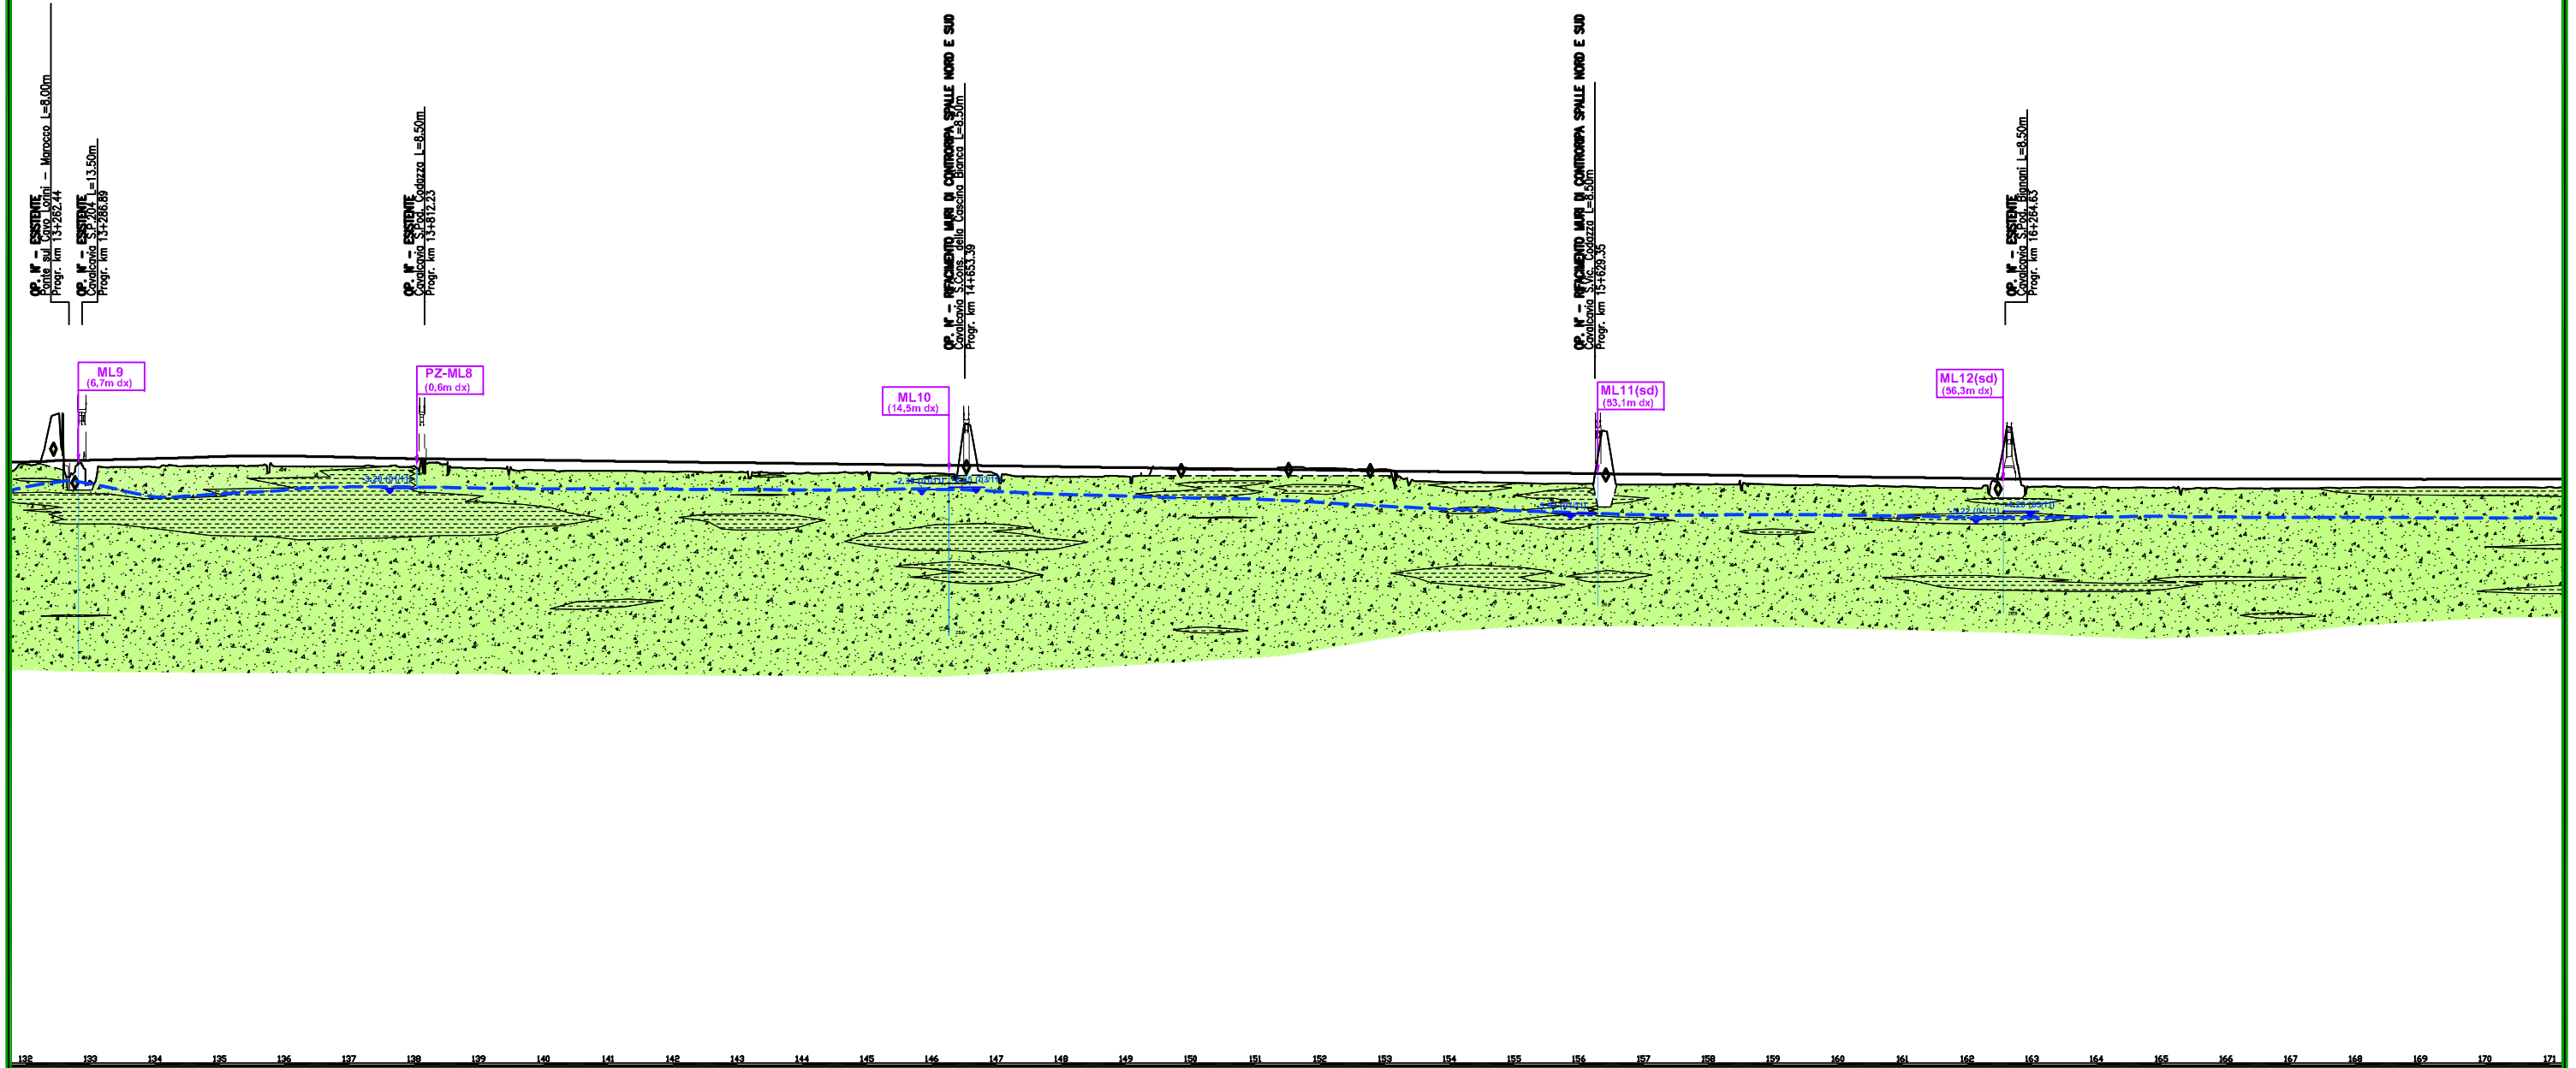 OP. N° - ESISTENTE
Ponte sul Cavo Lorini - Marocco L=8.00m
Progr. km 13+262.44
OP. N° - ESISTENTE
Cavalcavia S.P.204 L=13.50m
Progr. km 13+286.89
OP. N° - ESISTENTE
Cavalcavia S.Pod. Codazza L=8.50m
Progr. km 13+812.23
OP. N° - RIFACIMENTO MURI DI CONTRORIPA SPALLE NORD E SUD
Cavalcavia S.Cons. della Cascina Bianca L=8.50m
Progr. km 14+653.39
OP. N° - RIFACIMENTO MURI DI CONTRORIPA SPALLE NORD E SUD
Cavalcavia S.Vic. Codazza L=8.50m
Progr. km 15+629.35
OP. N° - ESISTENTE
Cavalcavia S.Pod. Bignani L=8.50m
Progr. km 16+264.63
ML9
(6,7m dx)
PZ-ML8
(0,6m dx)
ML10
(14,5m dx)
ML11(sd)
(53,1m dx)
ML12(sd)
(56,3m dx)
132 133 134 135 136 137 138 139 140 141 142 143 144 145 146 147 148 149 150 151 152 153 154 155 156 157 158 159 160 161 162 163 164 165 166 167 168 169 170 171